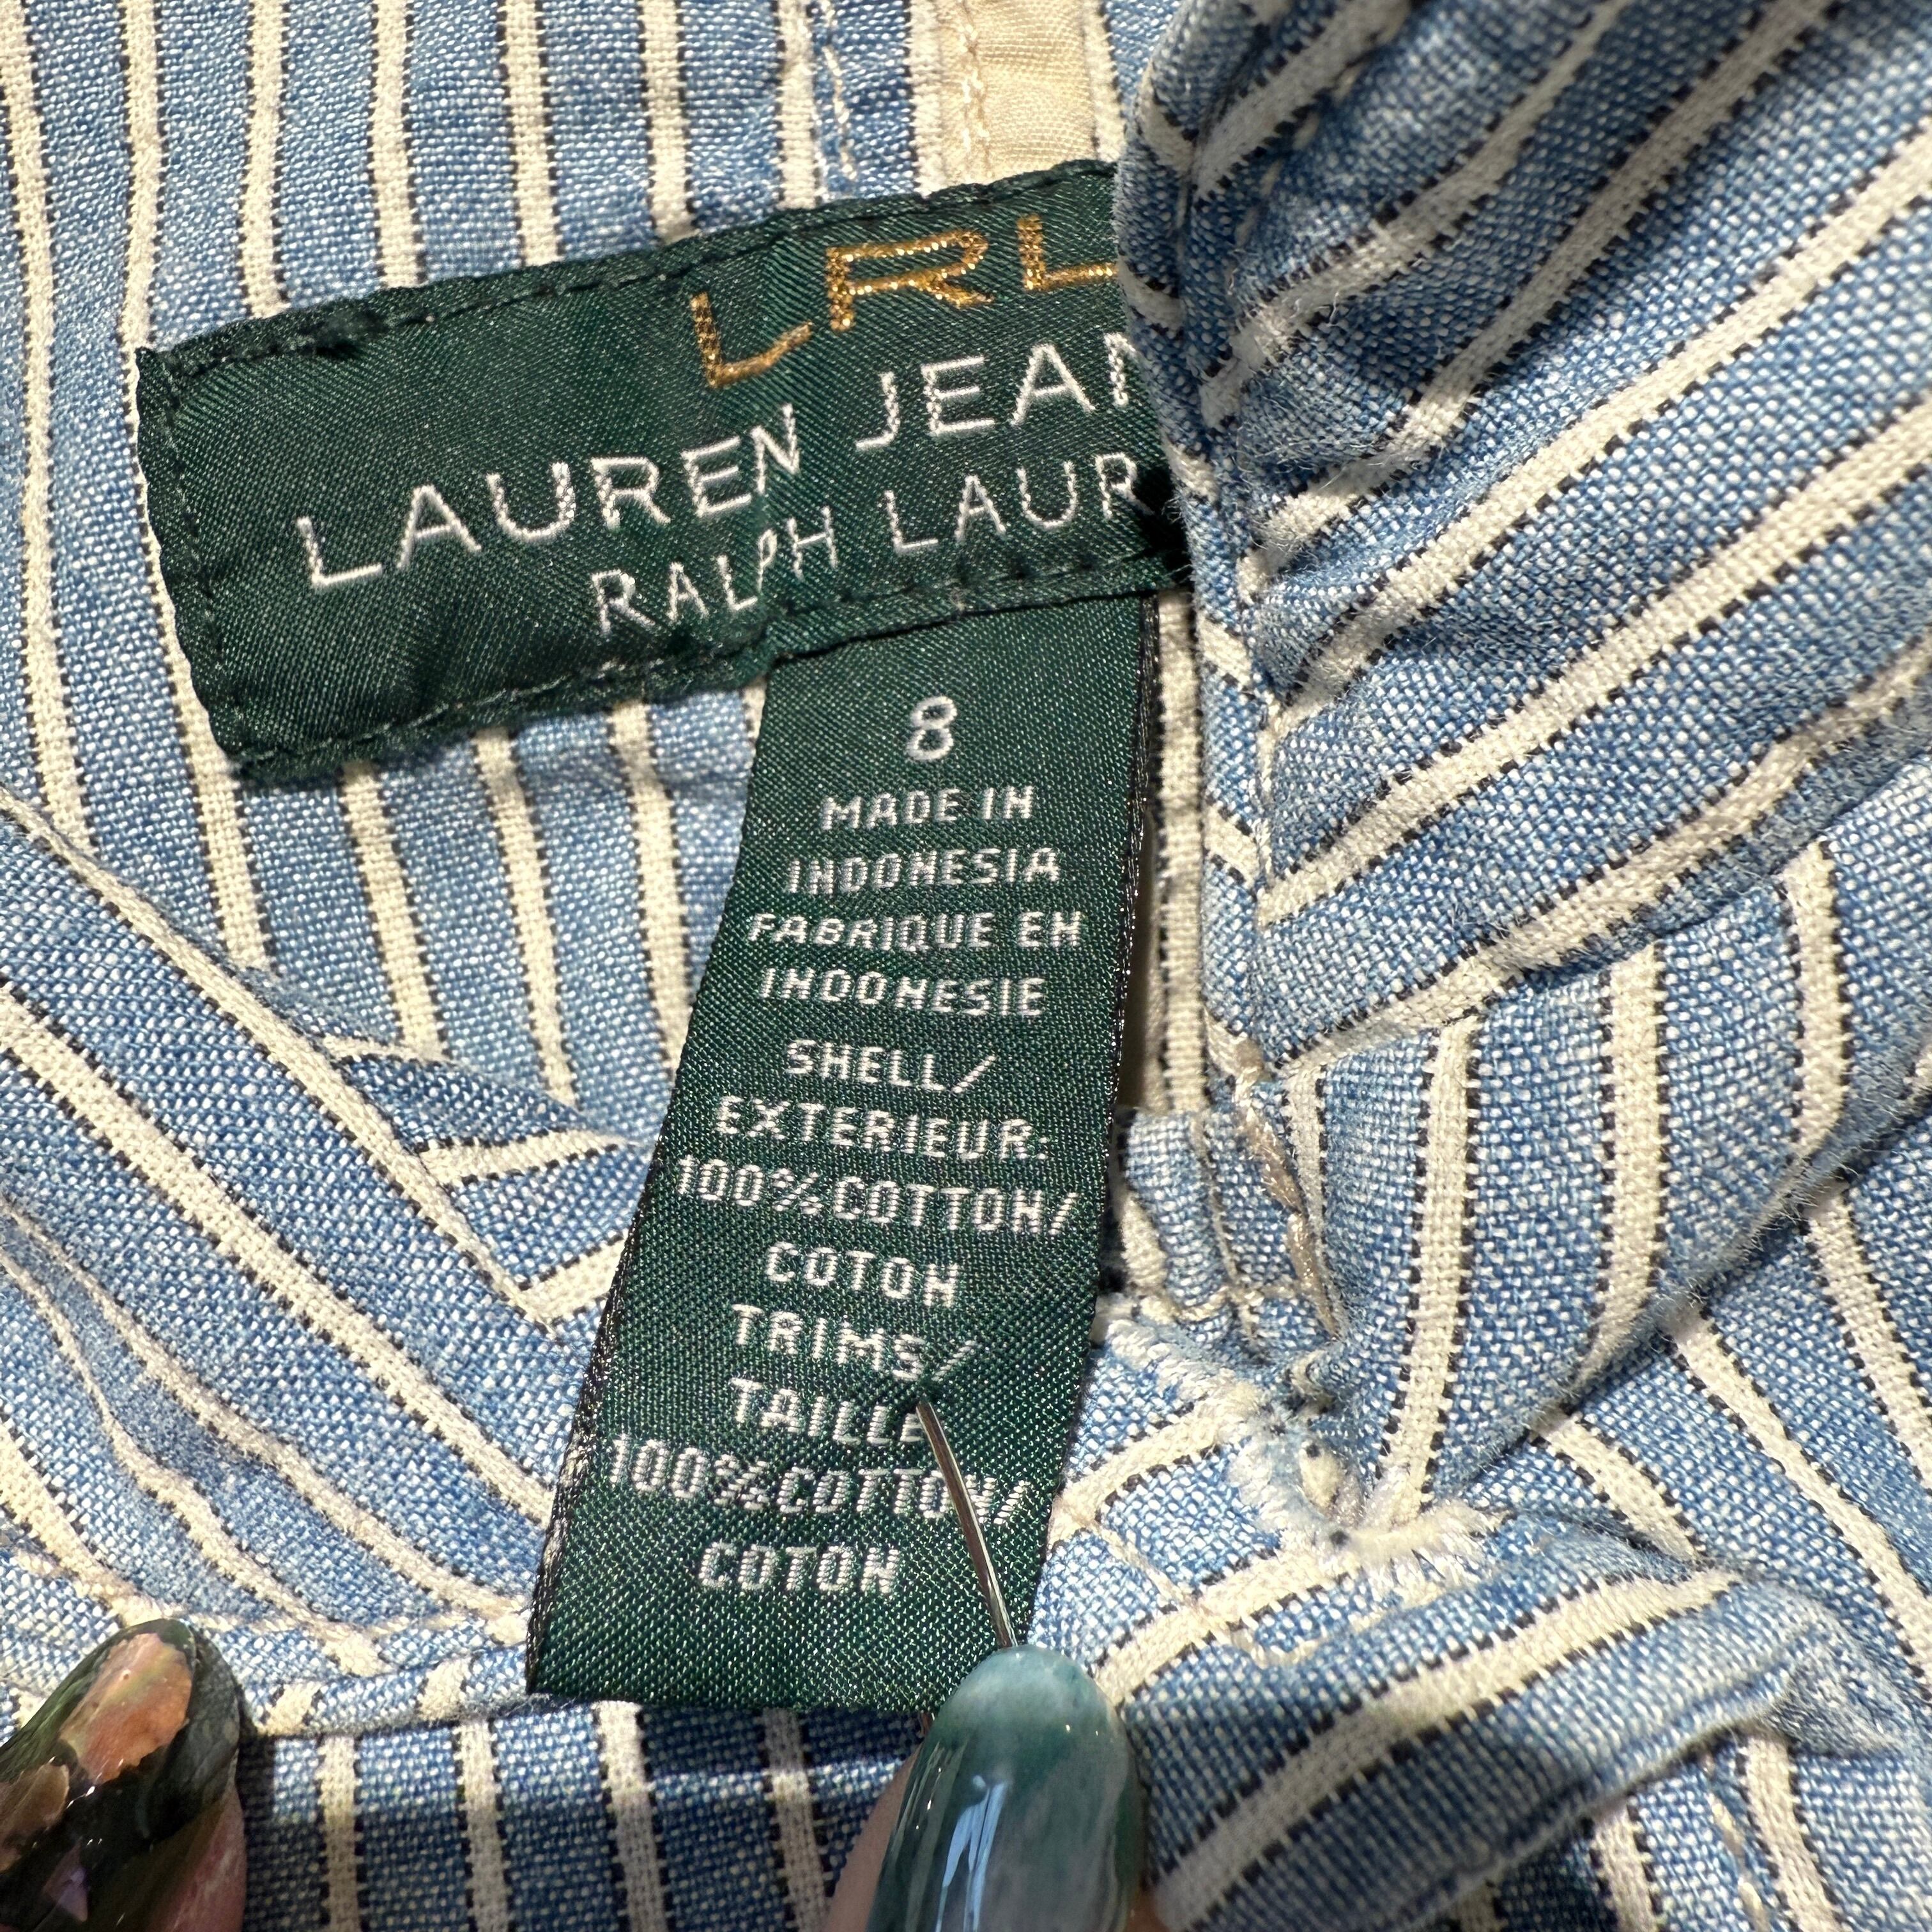 LRL
LAUREN JEAN
RALPH LAUR
8
MADE IN
INDONESIA
FABRIQUE EN
INDONESIE
SHELL/
EXTERIEUR:
100%COTTON/
COTON
TRIMS/
TAILLE
100%COTTON/
COTON